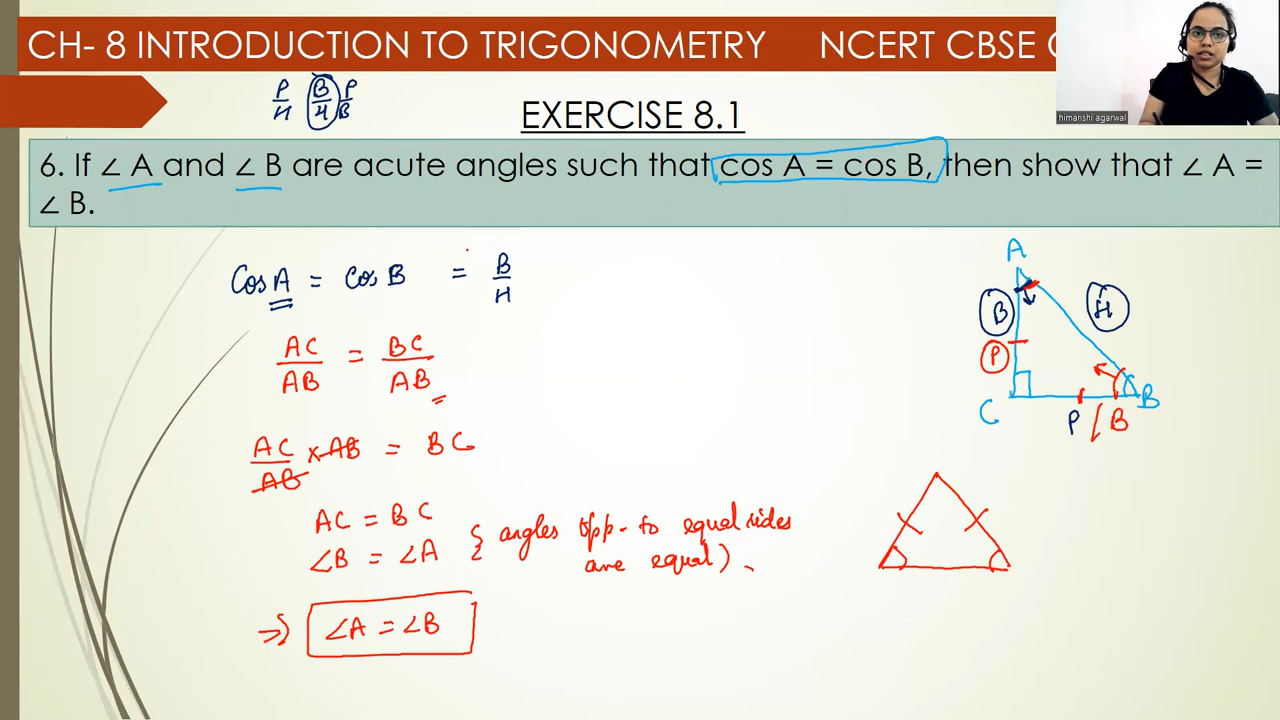 CH- 8 INTRODUCTION TO TRIGONOMETRY NCERT CBSE
himanshi agarwal
P/H B/H P/B
EXERCISE 8.1
6. If ∠ A and ∠ B are acute angles such that cos A = cos B, then show that ∠ A =
∠ B.
Cos A = cos B = B/H
AC/AB = BC/AB
AC/AB × AB = BC
AC = BC
∠B = ∠A { angles opp. to equal sides
are equal)
⇒ ∠A = ∠B
A
B H
P
C B
P / B